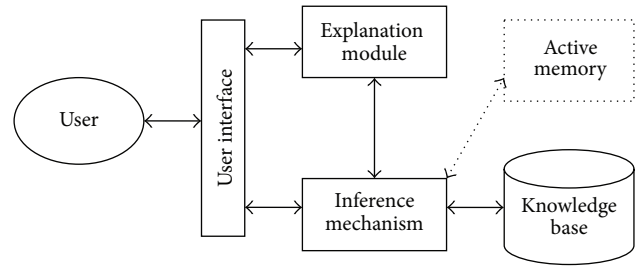 User
User interface
Explanation
module
Active
memory
Inference
mechanism
Knowledge
base